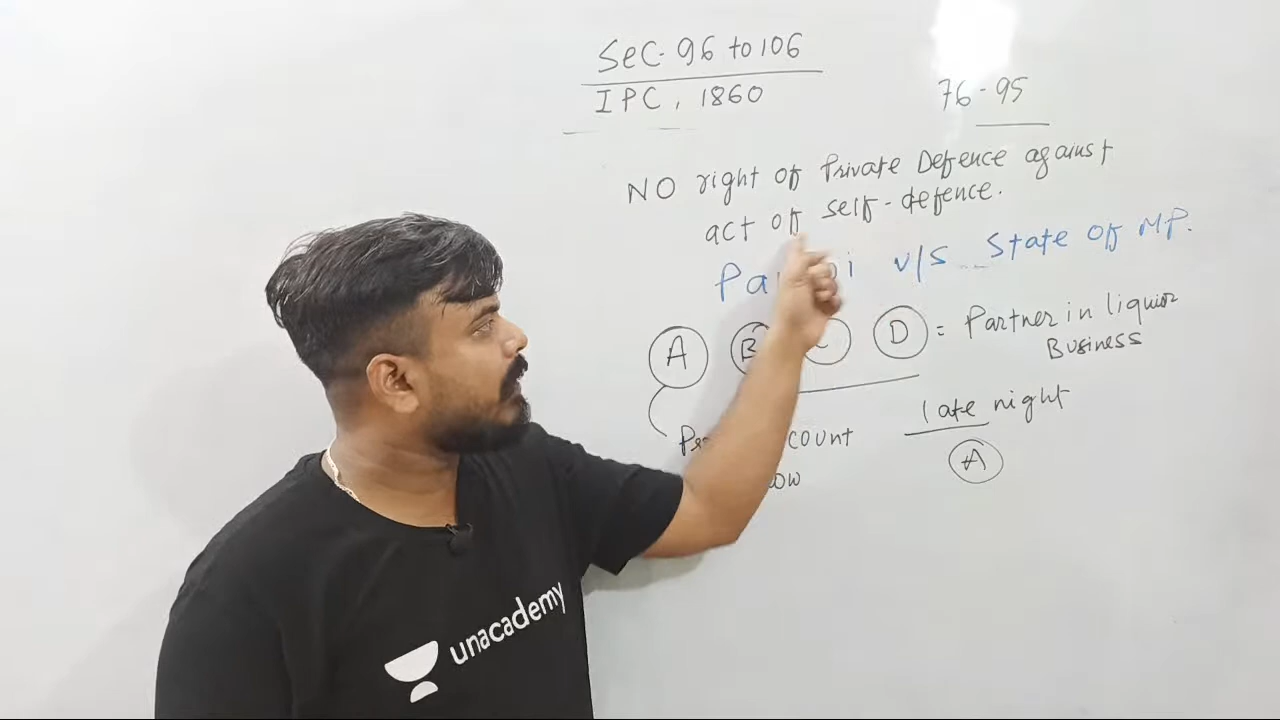 SEC- 96 to 106
IPC, 1860
76 - 95
NO right of Private Defence against
act of self-defence.
v/s State of MP.
A B D = Partner in liquior
Business
count late night
A
unacademy